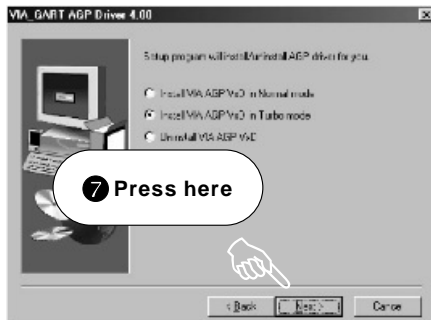 VIA_GART AGP Driver 4.00
Setup program will install/uninstall AGP driver for you.
Install VIA AGP VxD in Normal mode
Install VIA AGP VxD in Turbo mode
Uninstall VIA AGP VxD
7 Press here
< Back
Next >
Cancel